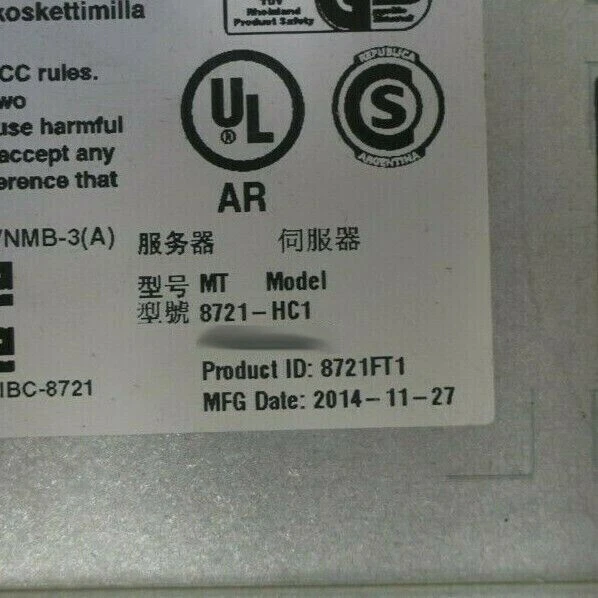 koskettimilla
TUV
Rheinland
Product Safety
CC rules.
wo
use harmful
accept any
erence that
UL
®
AR
REPUBLICA
S
ARGENTINA
/NMB-3(A)
服务器 伺服器
型号 MT Model
型號 8721-HC1
IBC-8721
Product ID: 8721FT1
MFG Date: 2014-11-27